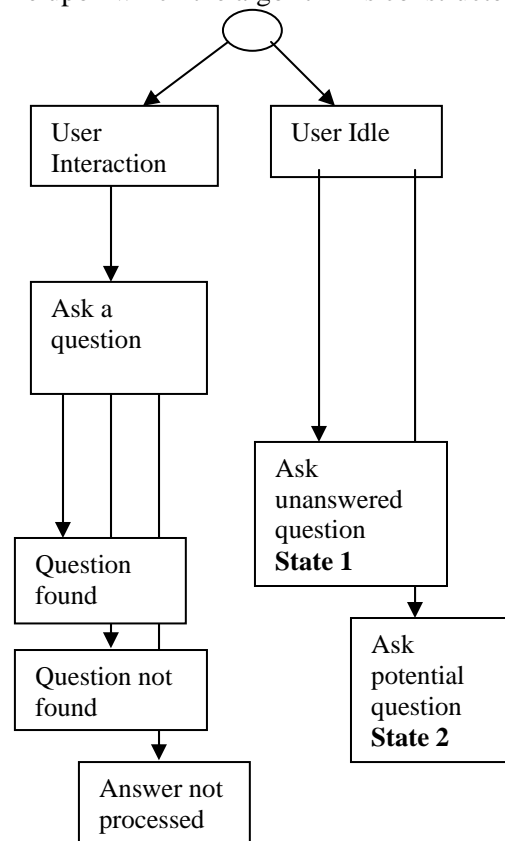 User
Interaction
User Idle
Ask a
question
Ask
unanswered
question
State 1
Question
found
Ask
potential
question
State 2
Question not
found
Answer not
processed